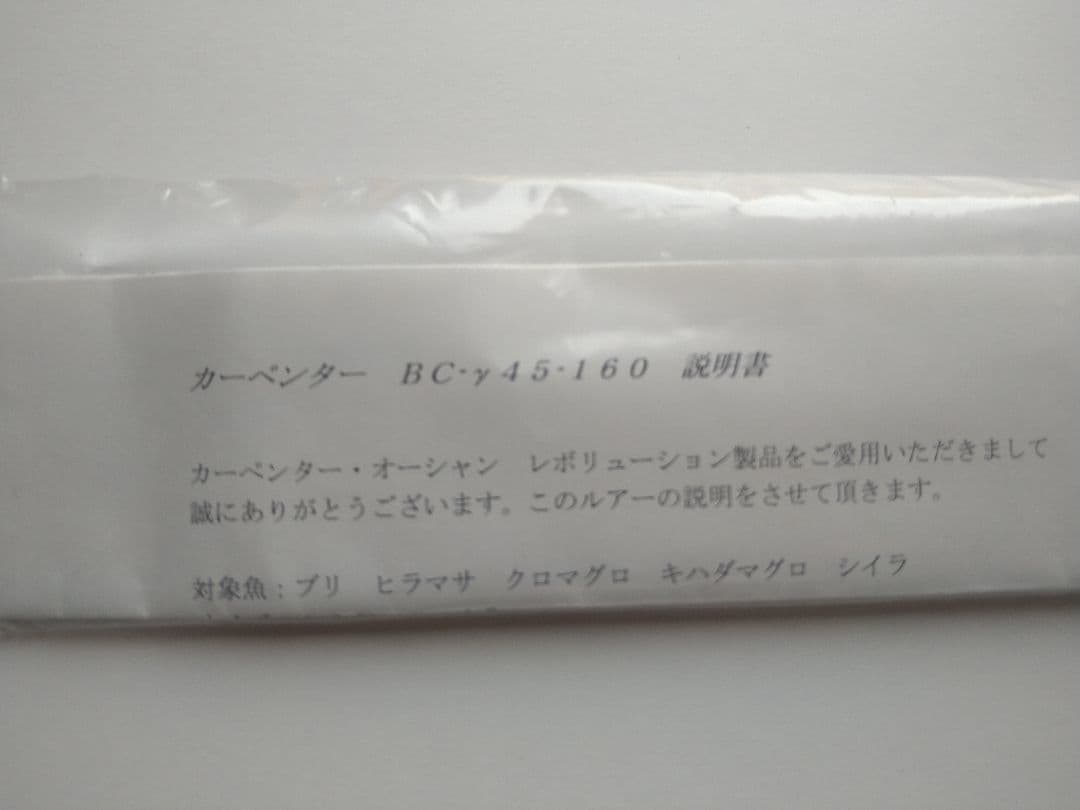 カーペンター　ＢＣ･γ４５･１６０　説明書
カーペンター・オーシャン　レボリューション製品をご愛用いただきまして
誠にありがとうございます。このルアーの説明をさせて頂きます。
対象魚：ブリ　ヒラマサ　クロマグロ　キハダマグロ　シイラ